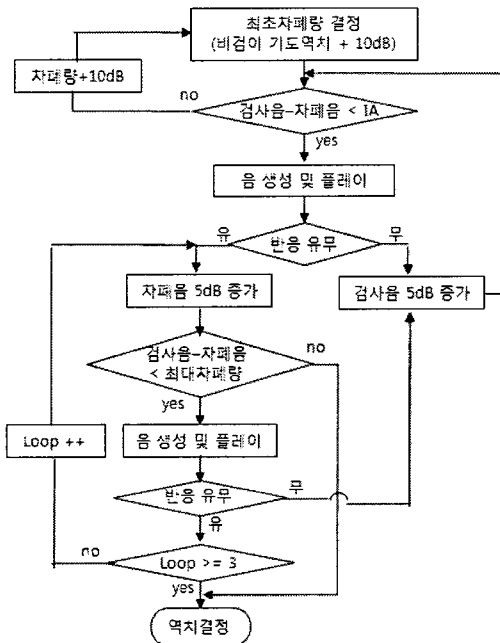 최초차폐량 결정
(비검이 기도역치 + 10dB)
차폐량+10dB
no
검사음-차폐음 < IA
yes
음 생성 및 플레이
유
반응 유무
무
차폐음 5dB 증가
검사음 5dB 증가
검사음-차폐음
< 최대차폐량
no
yes
Loop ++
음 생성 및 플레이
반응 유무
무
유
no
Loop >= 3
yes
역치결정